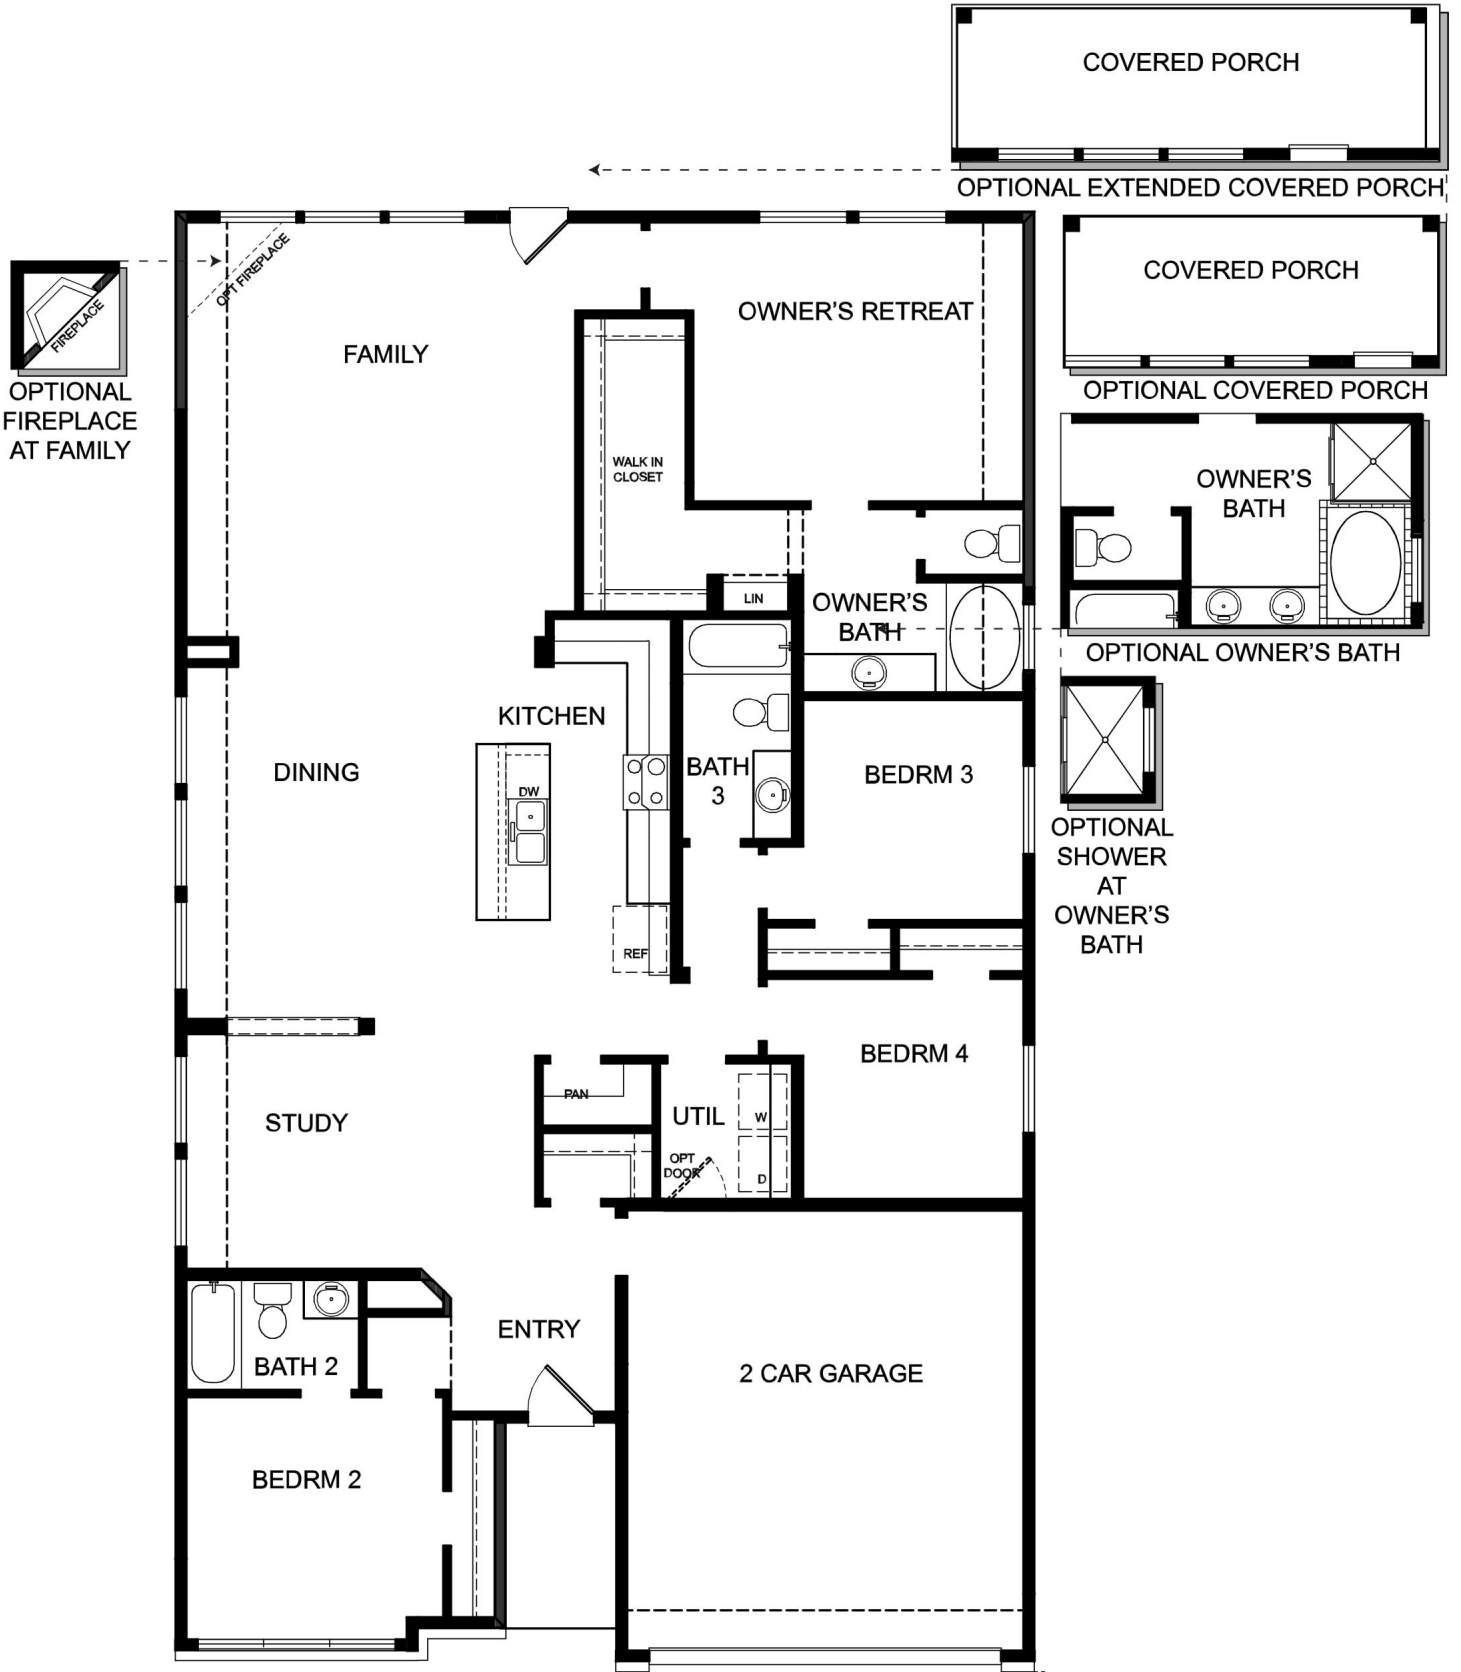 COVERED PORCH
OPTIONAL EXTENDED COVERED PORCH
COVERED PORCH
OPTIONAL COVERED PORCH
OPT FIREPLACE
FIREPLACE
OPTIONAL
FIREPLACE
AT FAMILY
FAMILY
OWNER'S RETREAT
WALK IN
CLOSET
OWNER'S
BATH
OPTIONAL OWNER'S BATH
LIN
OWNER'S
BATH
KITCHEN
DINING
DW
BATH
3
BEDRM 3
OPTIONAL
SHOWER
AT
OWNER'S
BATH
REF
BEDRM 4
PAN
STUDY
UTIL
W
OPT
DOOR
D
ENTRY
BATH 2
2 CAR GARAGE
BEDRM 2